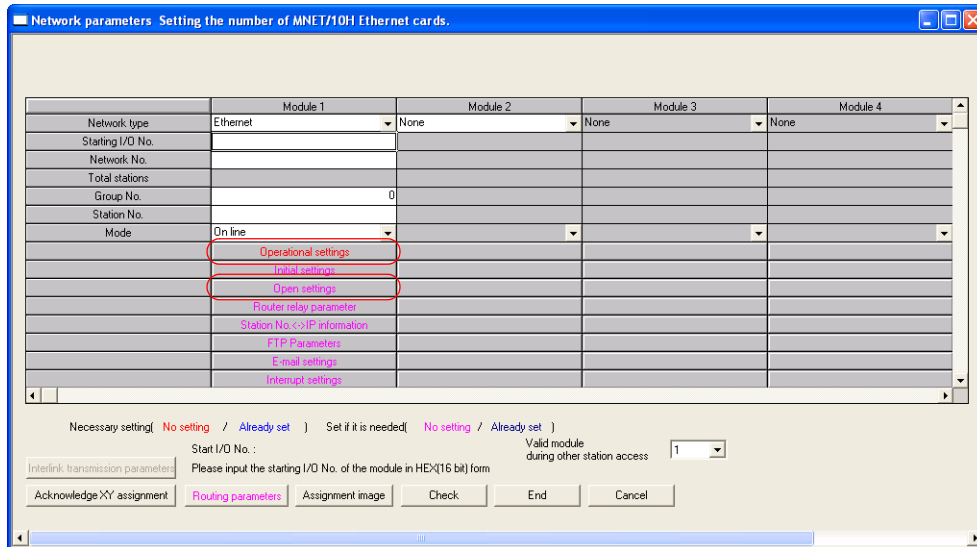 Network parameters Setting the number of MNET/10H Ethernet cards.
Module 1 Module 2 Module 3 Module 4
Network type Ethernet None None None
Starting I/O No.
Network No.
Total stations
Group No. 0
Station No.
Mode On line
Operational settings
Initial settings
Open settings
Router relay parameter
Station No.<->IP information
FTP Parameters
E-mail settings
Interrupt settings
Necessary setting( No setting / Already set ) Set if it is needed( No setting / Already set )
Start I/O No. :
Valid module during other station access 1
Interlink transmission parameters Please input the starting I/O No. of the module in HEX(16 bit) form
Acknowledge XY assignment Routing parameters Assignment image Check End Cancel